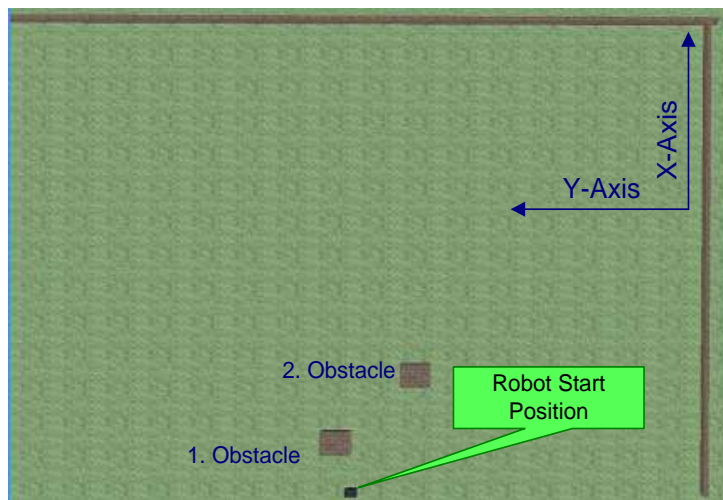 X-Axis
Y-Axis
2. Obstacle
Robot Start
Position
1. Obstacle